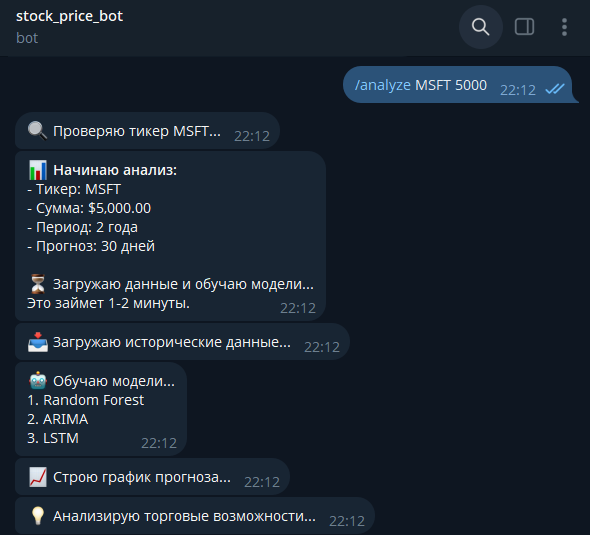 stock_price_bot
bot
/analyze MSFT 5000 22:12
Проверяю тикер MSFT... 22:12
Начинаю анализ:
- Тикер: MSFT
- Сумма: $5,000.00
- Период: 2 года
- Прогноз: 30 дней
Загружаю данные и обучаю модели...
Это займет 1-2 минуты. 22:12
Загружаю исторические данные... 22:12
Обучаю модели...
1. Random Forest
2. ARIMA
3. LSTM 22:12
Строю график прогноза... 22:12
Анализирую торговые возможности... 22:12